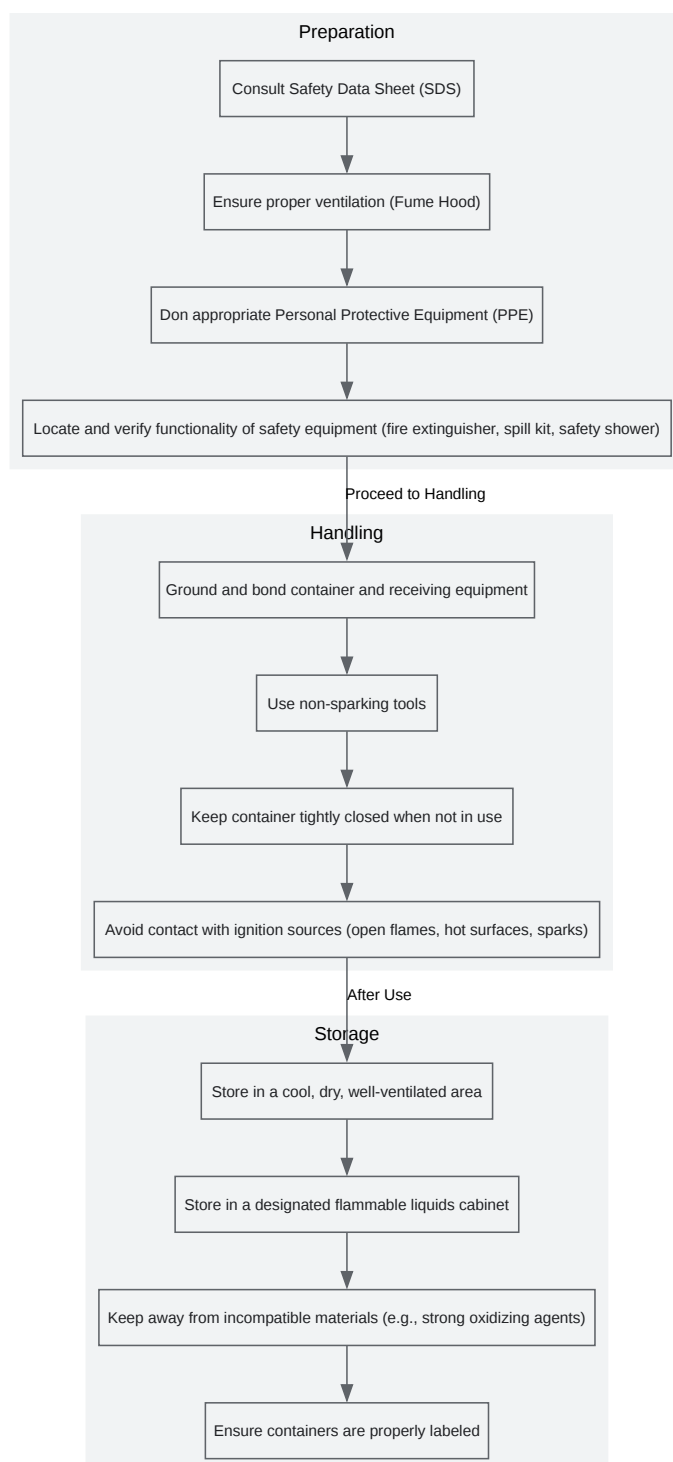 Preparation
Consult Safety Data Sheet (SDS)
Ensure proper ventilation (Fume Hood)
Don appropriate Personal Protective Equipment (PPE)
Locate and verify functionality of safety equipment (fire extinguisher, spill kit, safety shower)
Proceed to Handling
Handling
Ground and bond container and receiving equipment
Use non-sparking tools
Keep container tightly closed when not in use
Avoid contact with ignition sources (open flames, hot surfaces, sparks)
After Use
Storage
Store in a cool, dry, well-ventilated area
Store in a designated flammable liquids cabinet
Keep away from incompatible materials (e.g., strong oxidizing agents)
Ensure containers are properly labeled